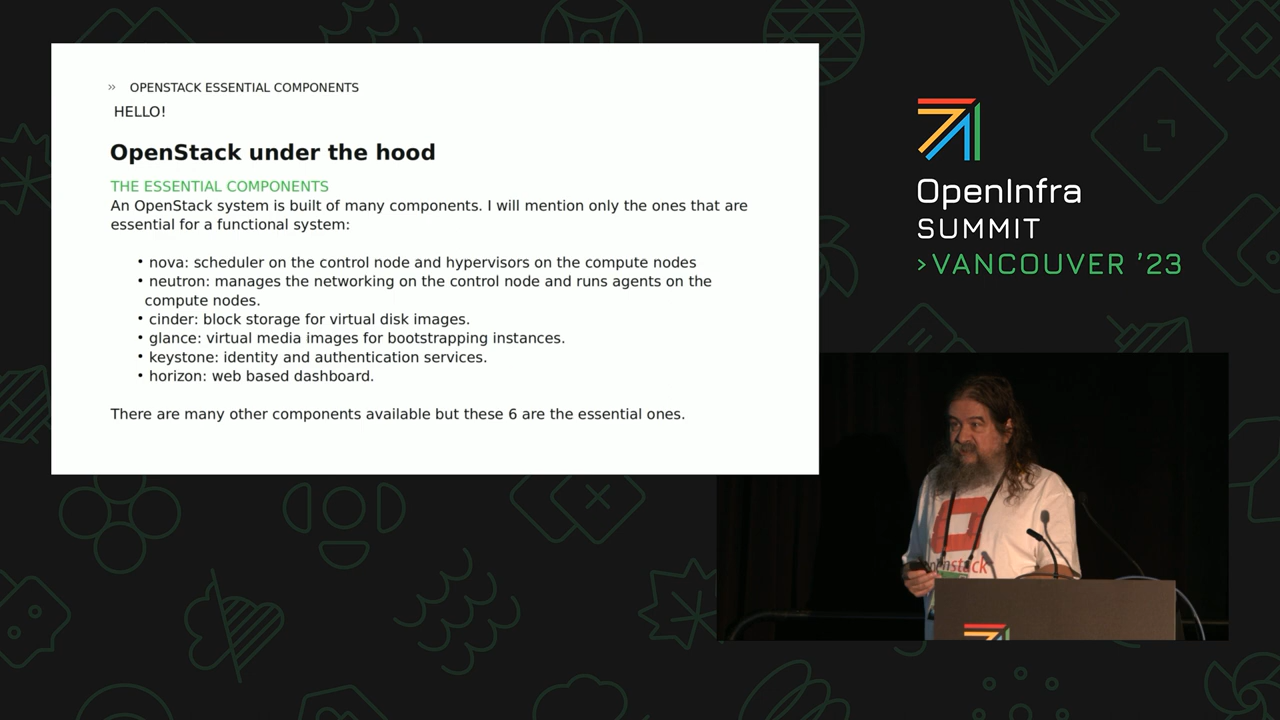 ›› OPENSTACK ESSENTIAL COMPONENTS
HELLO!
OpenStack under the hood
THE ESSENTIAL COMPONENTS
An OpenStack system is built of many components. I will mention only the ones that are
essential for a functional system:
• nova: scheduler on the control node and hypervisors on the compute nodes
• neutron: manages the networking on the control node and runs agents on the
compute nodes.
• cinder: block storage for virtual disk images.
• glance: virtual media images for bootstrapping instances.
• keystone: identity and authentication services.
• horizon: web based dashboard.
There are many other components available but these 6 are the essential ones.
OpenInfra
SUMMIT
>VANCOUVER '23
openstack